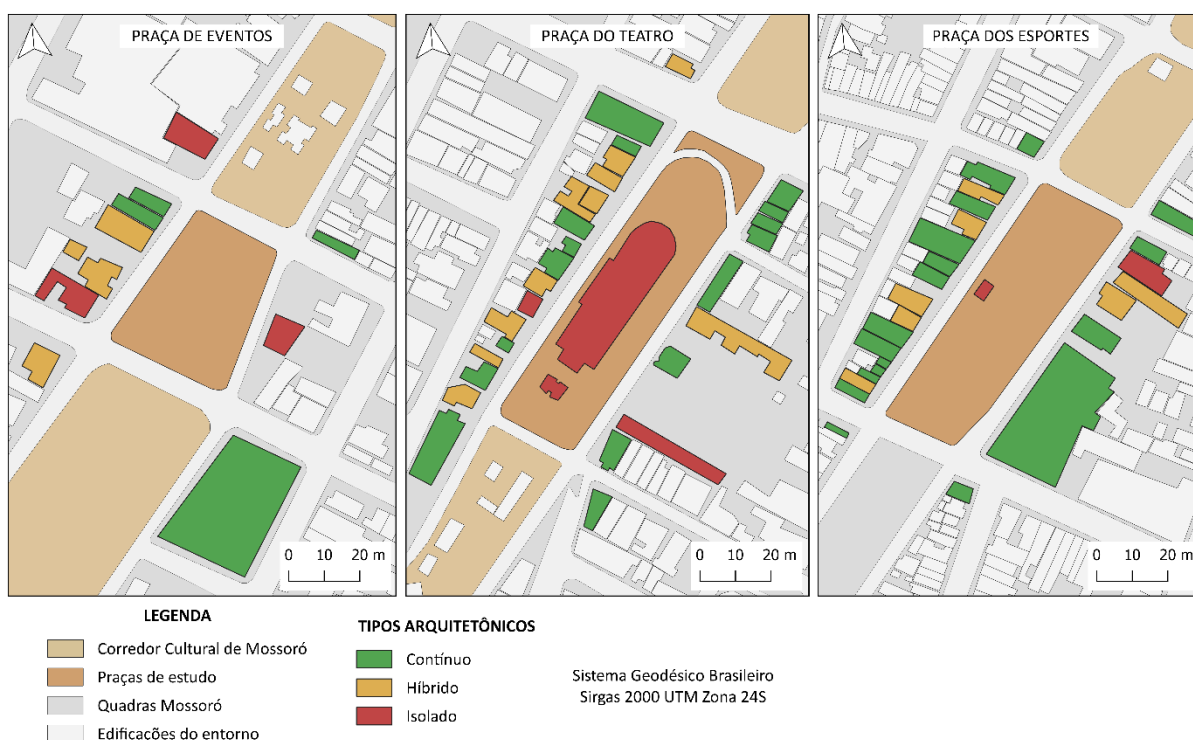 PRAÇA DE EVENTOS
PRAÇA DO TEATRO
PRAÇA DOS ESPORTES
0 10 20 m
0 10 20 m
0 10 20 m
LEGENDA
Corredor Cultural de Mossoró
Praças de estudo
Quadras Mossoró
Edificações do entorno
TIPOS ARQUITETÔNICOS
Contínuo
Híbrido
Isolado
Sistema Geodésico Brasileiro
Sirgas 2000 UTM Zona 24S